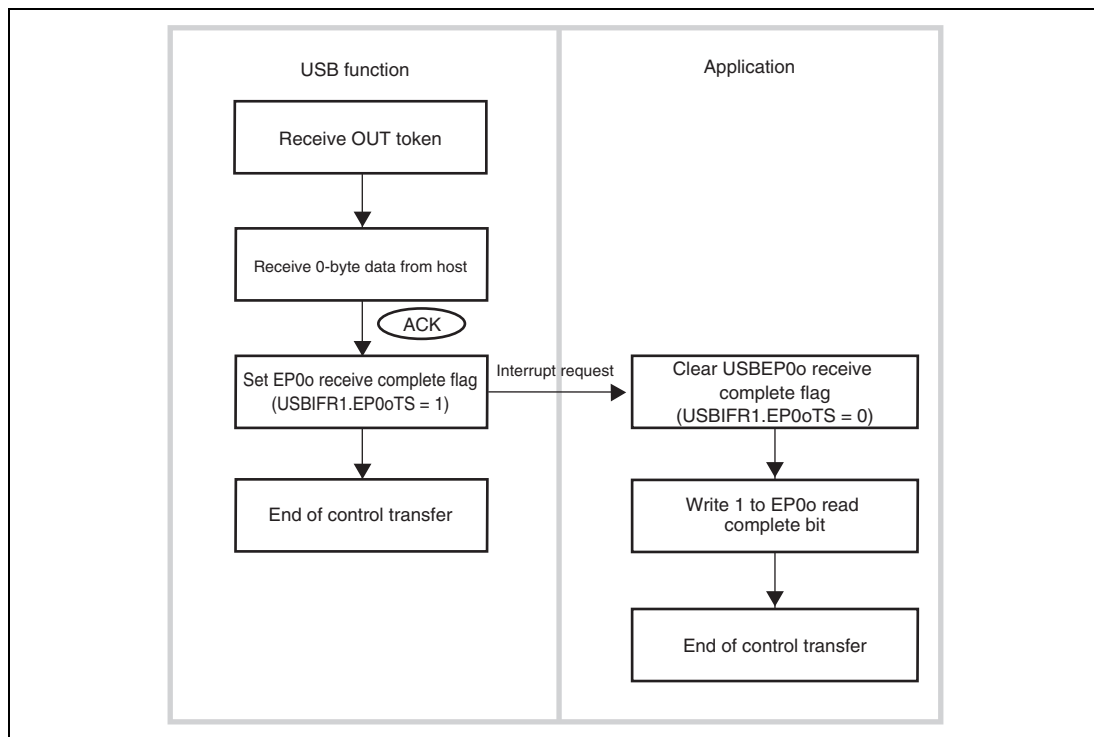 USB function
Application
Receive OUT token
Receive 0-byte data from host
ACK
Set EP0o receive complete flag
(USBIFR1.EP0oTS = 1)
Interrupt request
Clear USBEP0o receive
complete flag
(USBIFR1.EP0oTS = 0)
End of control transfer
Write 1 to EP0o read
complete bit
End of control transfer